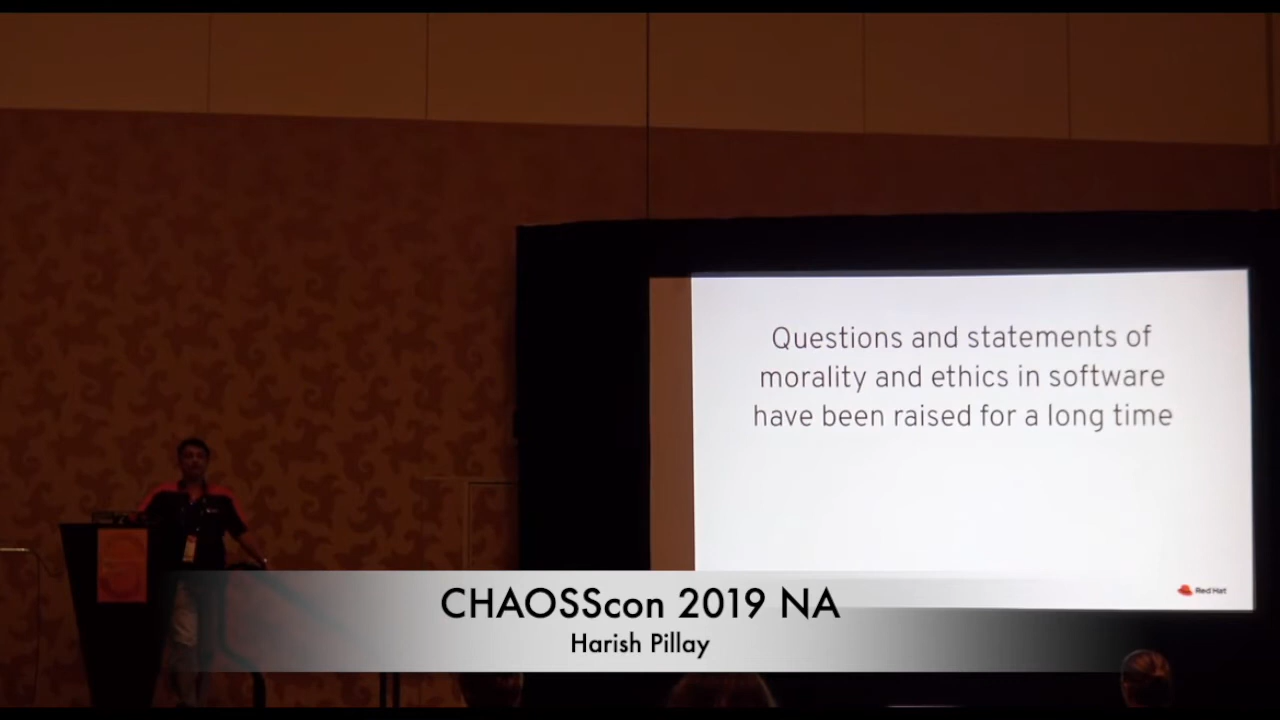 Questions and statements of
morality and ethics in software
have been raised for a long time
Red Hat
CHAOSScon 2019 NA
Harish Pillay